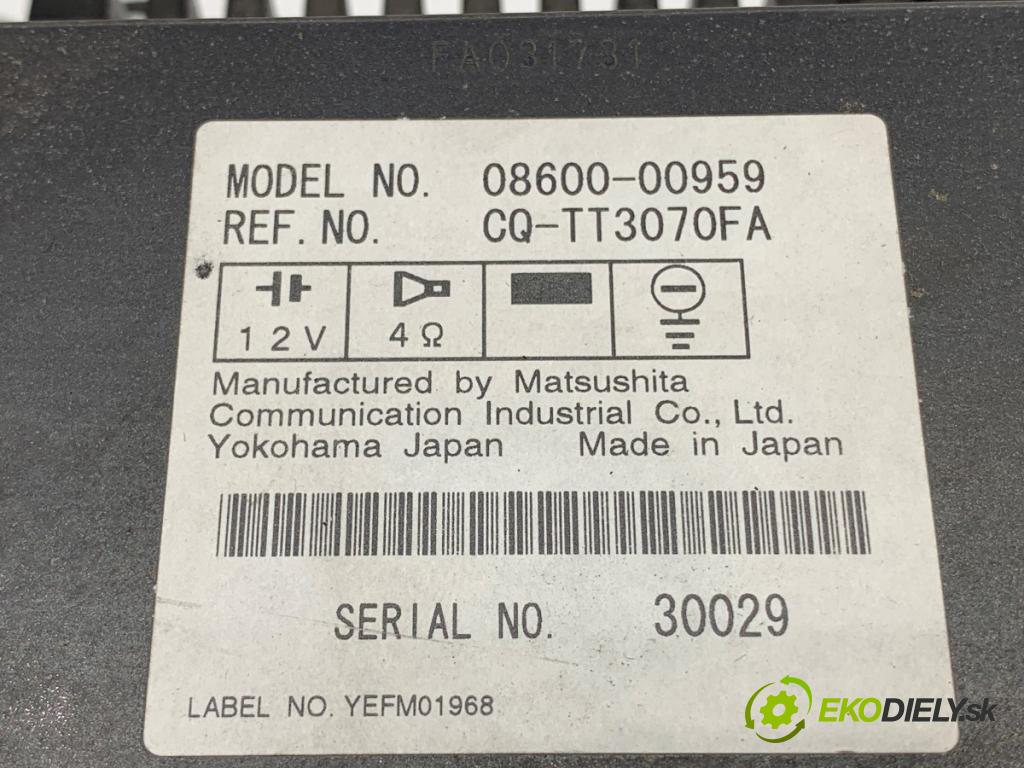 FA031731
MODEL NO. 08600-00959
REF. NO. CQ-TT3070FA
12V 4Ω
Manufactured by Matsushita
Communication Industrial Co., Ltd.
Yokohama Japan Made in Japan
SERIAL NO. 30029
LABEL NO. YEFM01968
EKODIELY.sk